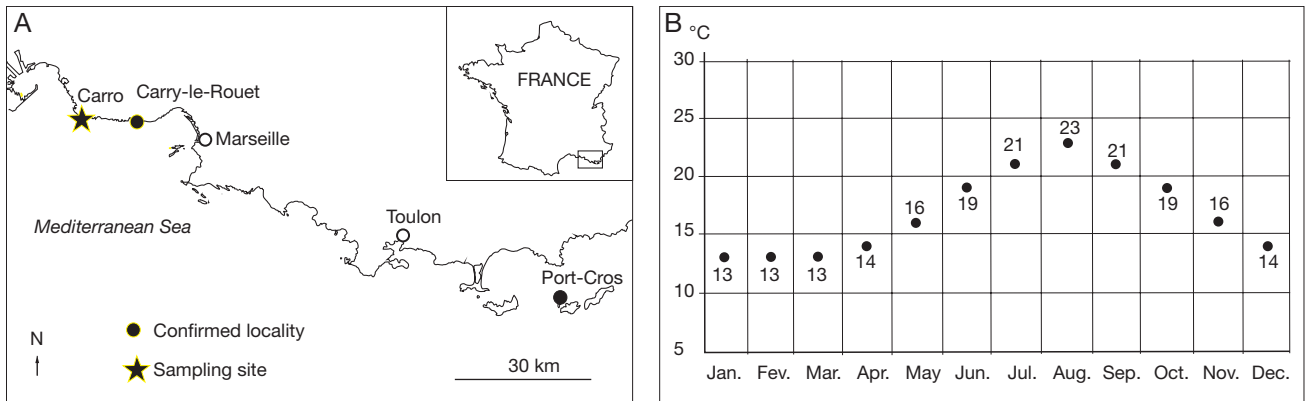 A
FRANCE
Carro
Carry-le-Rouet
Marseille
Mediterranean Sea
Toulon
Port-Cros
N
Confirmed locality
Sampling site
30 km
B
°C
30
25
20
15
10
5
13
13
13
14
16
19
21
23
21
19
16
14
Jan. Fev. Mar. Apr. May Jun. Jul. Aug. Sep. Oct. Nov. Dec.